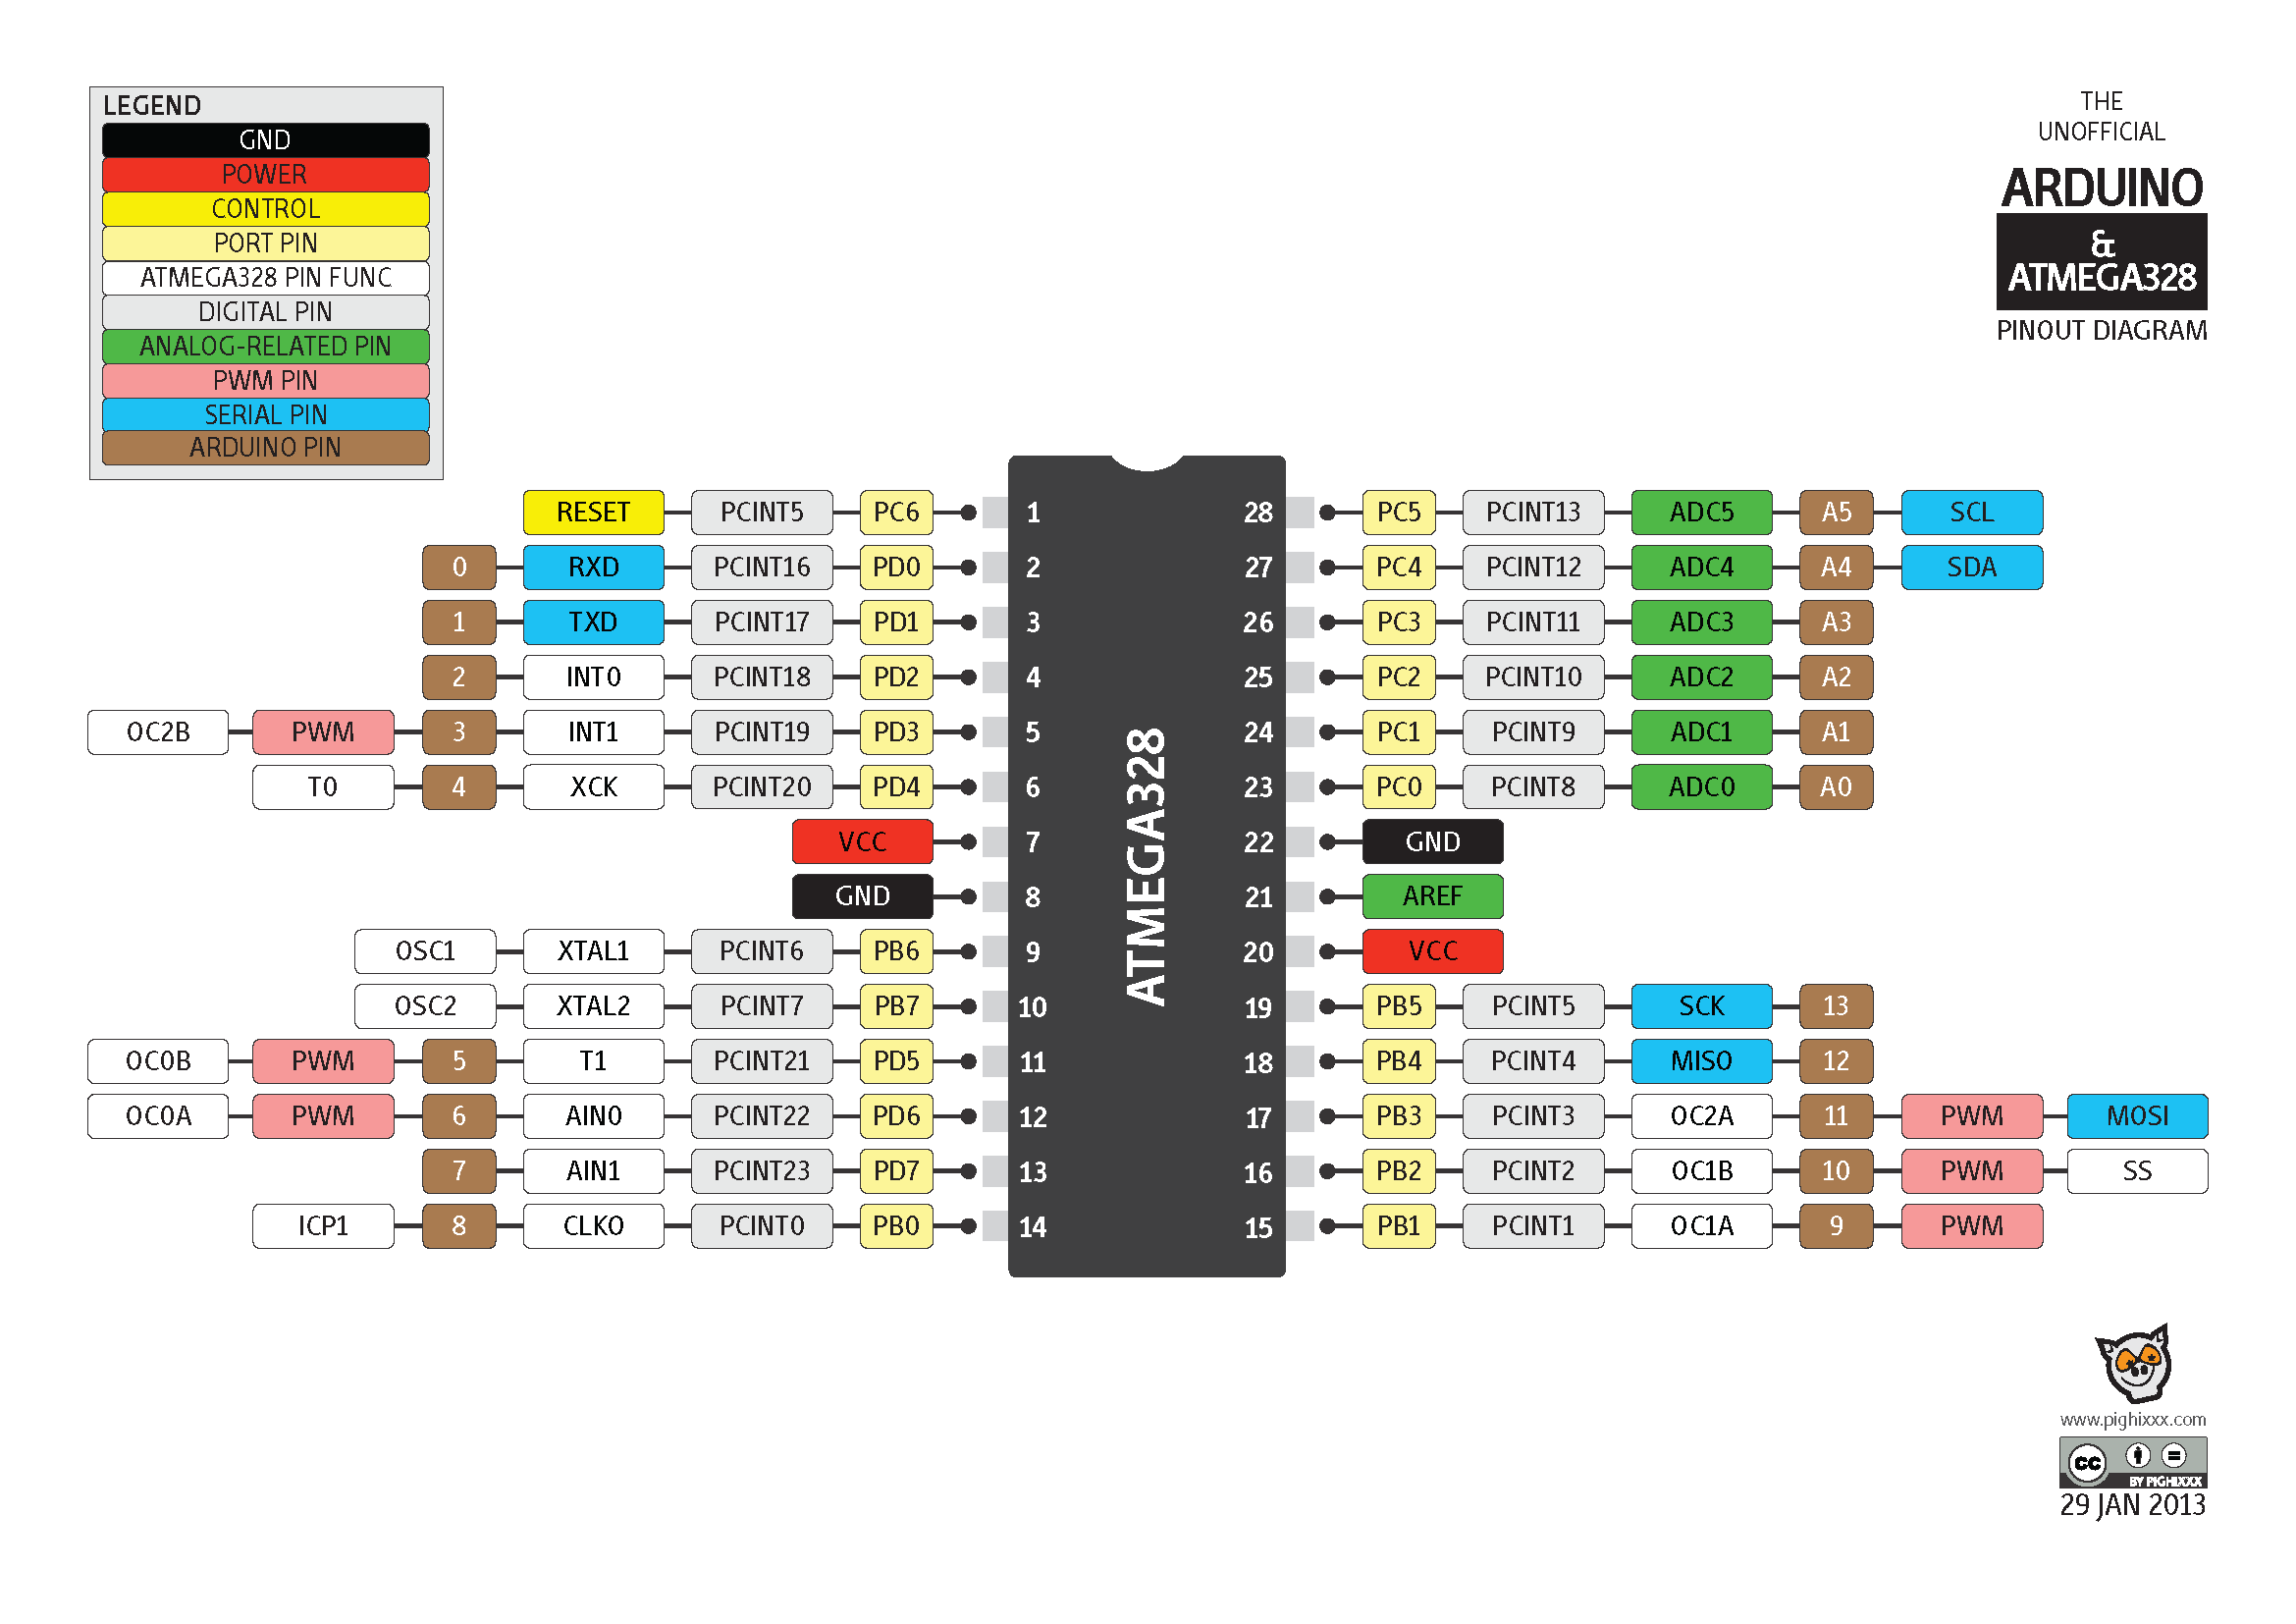 LEGEND
GND
POWER
CONTROL
PORT PIN
ATMEGA328 PIN FUNC
DIGITAL PIN
ANALOG-RELATED PIN
PWM PIN
SERIAL PIN
ARDUINO PIN
THE
UNOFFICIAL
ARDUINO
&
ATMEGA328
PINOUT DIAGRAM
RESET PCINT5 PC6 1 28 PC5 PCINT13 ADC5 A5 SCL
0 RXD PCINT16 PD0 2 27 PC4 PCINT12 ADC4 A4 SDA
1 TXD PCINT17 PD1 3 26 PC3 PCINT11 ADC3 A3
2 INT0 PCINT18 PD2 4 25 PC2 PCINT10 ADC2 A2
OC2B PWM 3 INT1 PCINT19 PD3 5 24 PC1 PCINT9 ADC1 A1
T0 4 XCK PCINT20 PD4 6 23 PC0 PCINT8 ADC0 A0
VCC 7 22 GND
GND 8 21 AREF
OSC1 XTAL1 PCINT6 PB6 9 20 VCC
OSC2 XTAL2 PCINT7 PB7 10 19 PB5 PCINT5 SCK 13
OC0B PWM 5 T1 PCINT21 PD5 11 18 PB4 PCINT4 MISO 12
OC0A PWM 6 AIN0 PCINT22 PD6 12 17 PB3 PCINT3 OC2A 11 PWM MOSI
7 AIN1 PCINT23 PD7 13 16 PB2 PCINT2 OC1B 10 PWM SS
ICP1 8 CLKO PCINT0 PB0 14 15 PB1 PCINT1 OC1A 9 PWM
ATMEGA328
www.pighixxx.com
cc
BY PIGHIXXX
29 JAN 2013